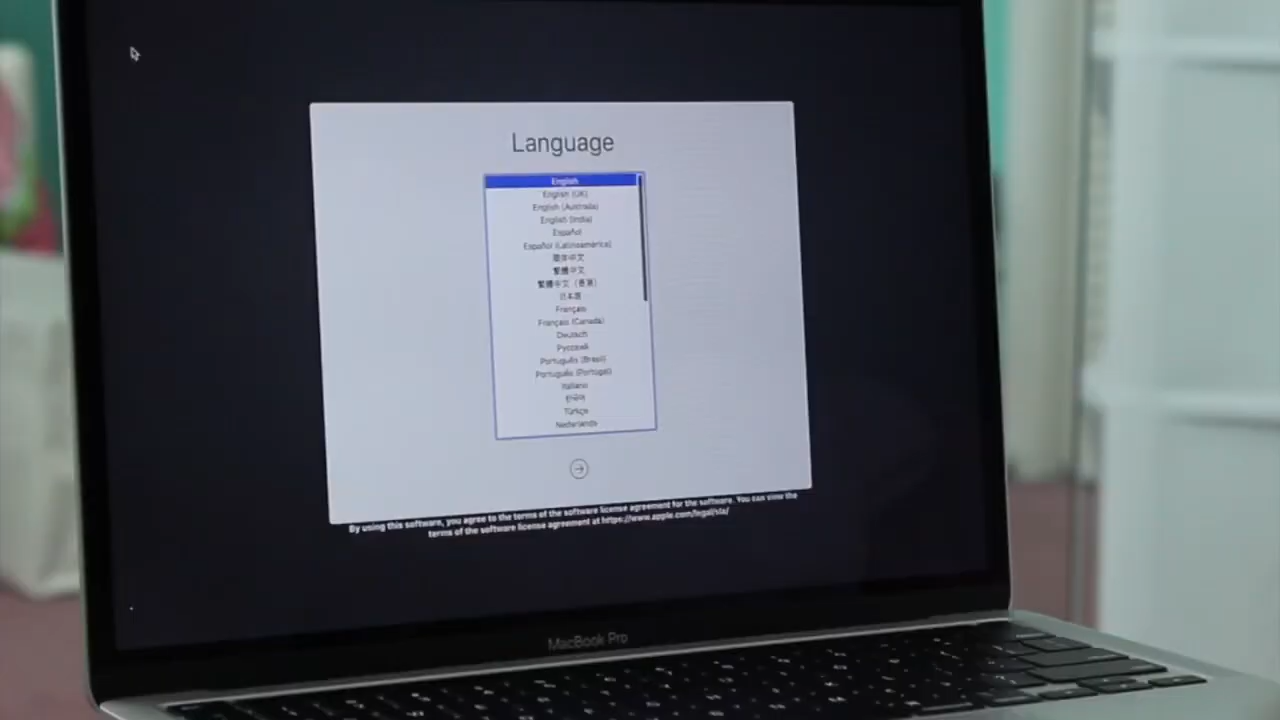 Language
English
English (UK)
English (Australia)
English (India)
Español
Español (Latinoamérica)
简体中文
繁體中文
繁體中文（香港）
日本語
Français
Français (Canada)
Deutsch
Русский
Português (Brasil)
Português (Portugal)
Italiano
한국어
Türkçe
Nederlands
By using this software, you agree to the terms of the software license agreement for the software. You can view the
terms of the software license agreement at https://www.apple.com/legal/sla/
MacBook Pro